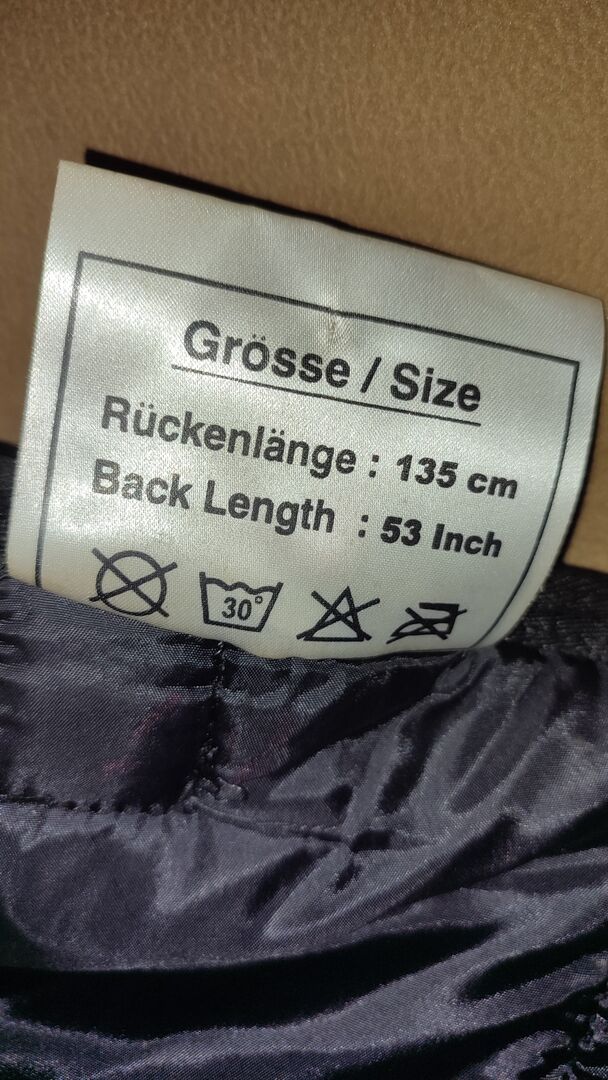 Grösse / Size
Rückenlänge : 135 cm
Back Length : 53 Inch
30°